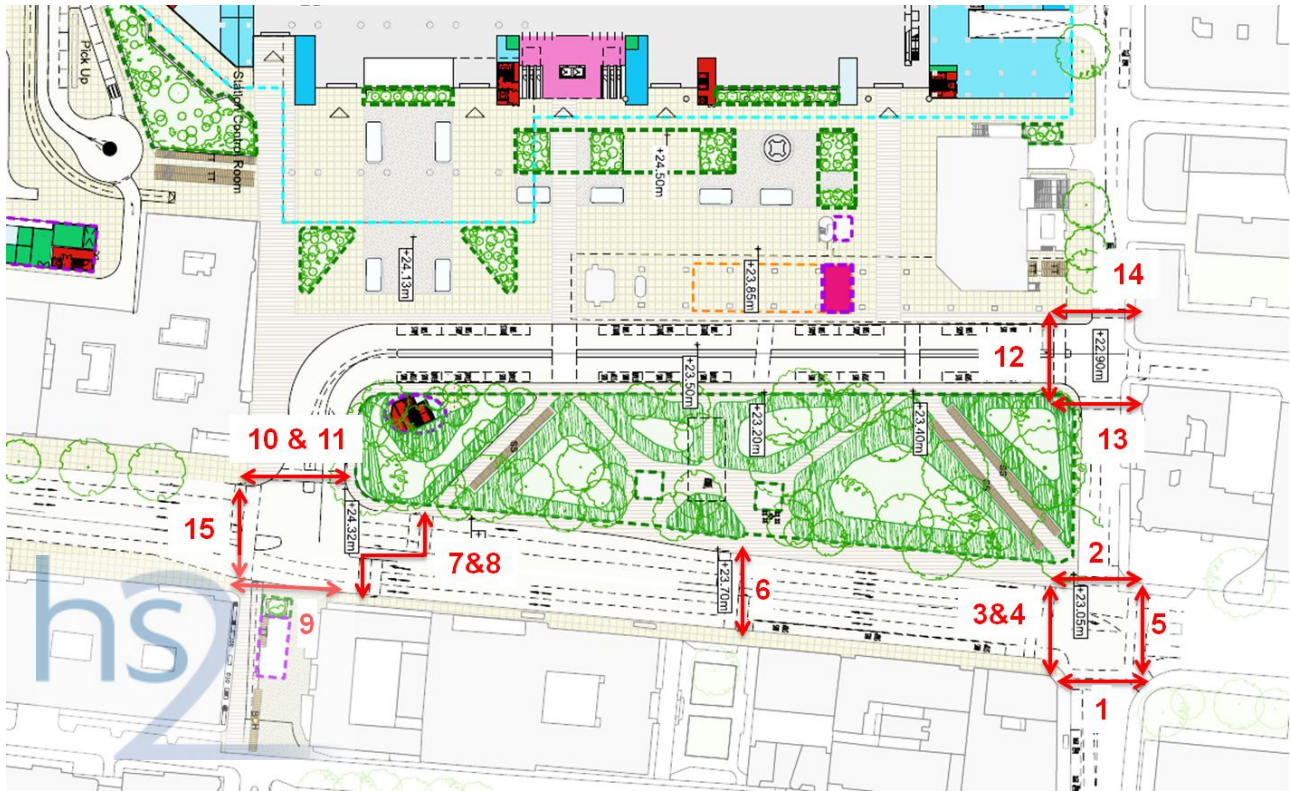 Pick Up
Station Control Room
+24.50m
+24.13m
+23.85m
14
12
+22.90m
+23.50m
+23.20m
+23.40m
13
10 & 11
15
+24.32m
7&8
+23.70m
6
2
3&4
+23.05m
5
9
1
hs2